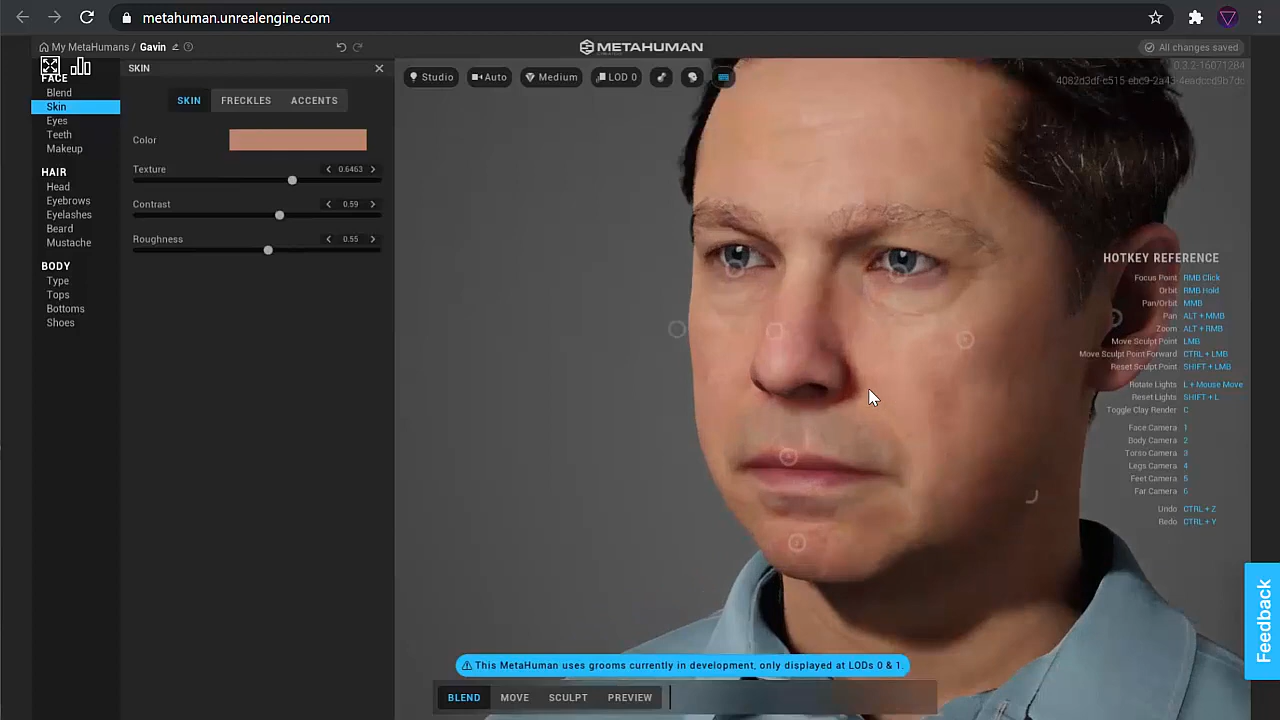 metahuman.unrealengine.com
My MetaHumans / Gavin
METAHUMAN
All changes saved
FACE
Blend
Skin
Eyes
Teeth
Makeup
HAIR
Head
Eyebrows
Eyelashes
Beard
Mustache
BODY
Type
Tops
Bottoms
Shoes
SKIN
SKIN FRECKLES ACCENTS
Color
Texture 0.6463
Contrast 0.59
Roughness 0.55
Studio Auto Medium LOD 0
0.3.2-16071284
HOTKEY REFERENCE
Focus Point RMB Click
Orbit RMB Hold
Pan/Orbit MMB
Pan ALT + MMB
Zoom ALT + RMB
Move Sculpt Point LMB
Move Sculpt Point Forward CTRL + LMB
Reset Sculpt Point SHIFT + LMB
Rotate Lights L + Mouse Move
Reset Lights SHIFT + L
Toggle Clay Render C
Face Camera 1
Body Camera 2
Torso Camera 3
Legs Camera 4
Feet Camera 5
Far Camera 6
Undo CTRL + Z
Redo CTRL + Y
Feedback
This MetaHuman uses grooms currently in development, only displayed at LODs 0 & 1.
BLEND MOVE SCULPT PREVIEW